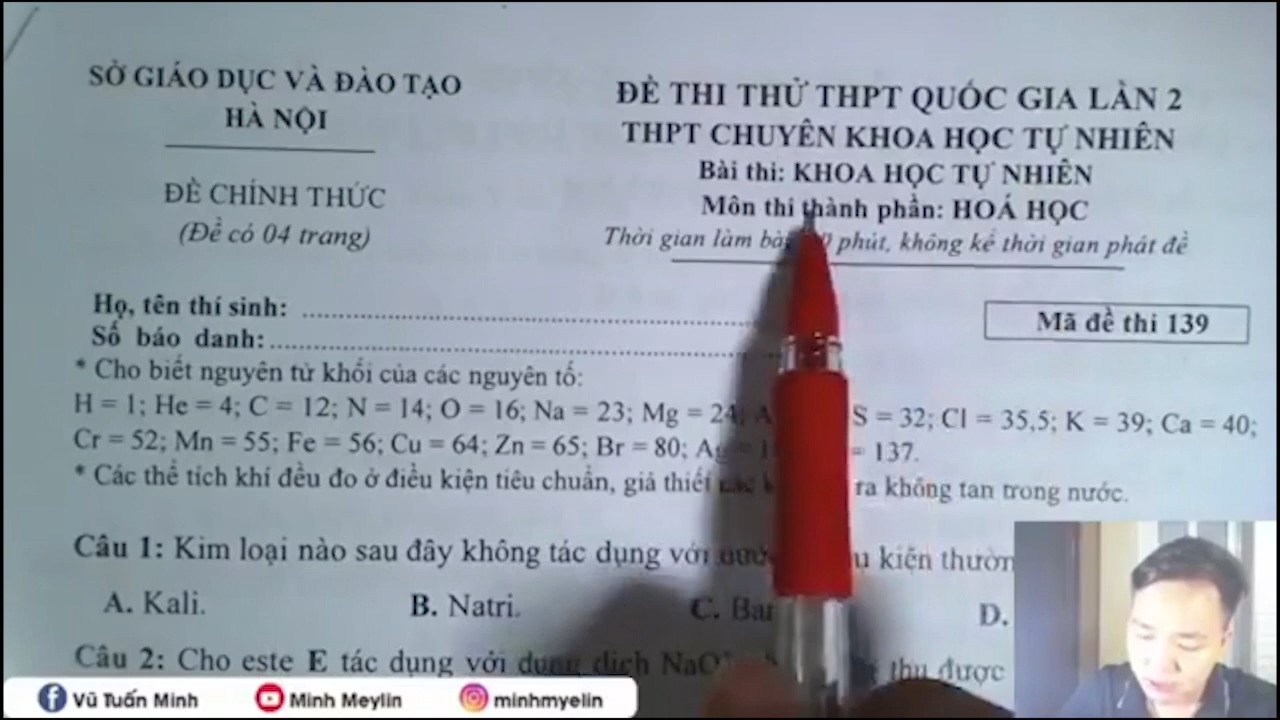 SỞ GIÁO DỤC VÀ ĐÀO TẠO
HÀ NỘI
ĐỀ CHÍNH THỨC
(Đề có 04 trang)
ĐỀ THI THỬ THPT QUỐC GIA LẦN 2
THPT CHUYÊN KHOA HỌC TỰ NHIÊN
Bài thi: KHOA HỌC TỰ NHIÊN
Môn thi thành phần: HOÁ HỌC
Thời gian làm phút, không kể thời gian phát đề
Họ, tên thí sinh:
Số báo danh:
Mã đề thi 139
* Cho biết nguyên tử khối của các nguyên tố:
H = 1; He = 4; C = 12; N = 14; O = 16; Na = 23; Mg = 24; S = 32; Cl = 35,5; K = 39; Ca = 40;
Cr = 52; Mn = 55; Fe = 56; Cu = 64; Zn = 65; Br = 80; = 137.
* Các thể tích khí đều đo ở điều kiện tiêu chuẩn, giả thiết các ra không tan trong nước.
Câu 1: Kim loại nào sau đây không tác dụng với kiện
A. Kali. B. Natri. C. D.
Câu 2: Cho este E tác dụng với dung dịch thu được
Vũ Tuấn Minh Minh Meylin minhmyelin